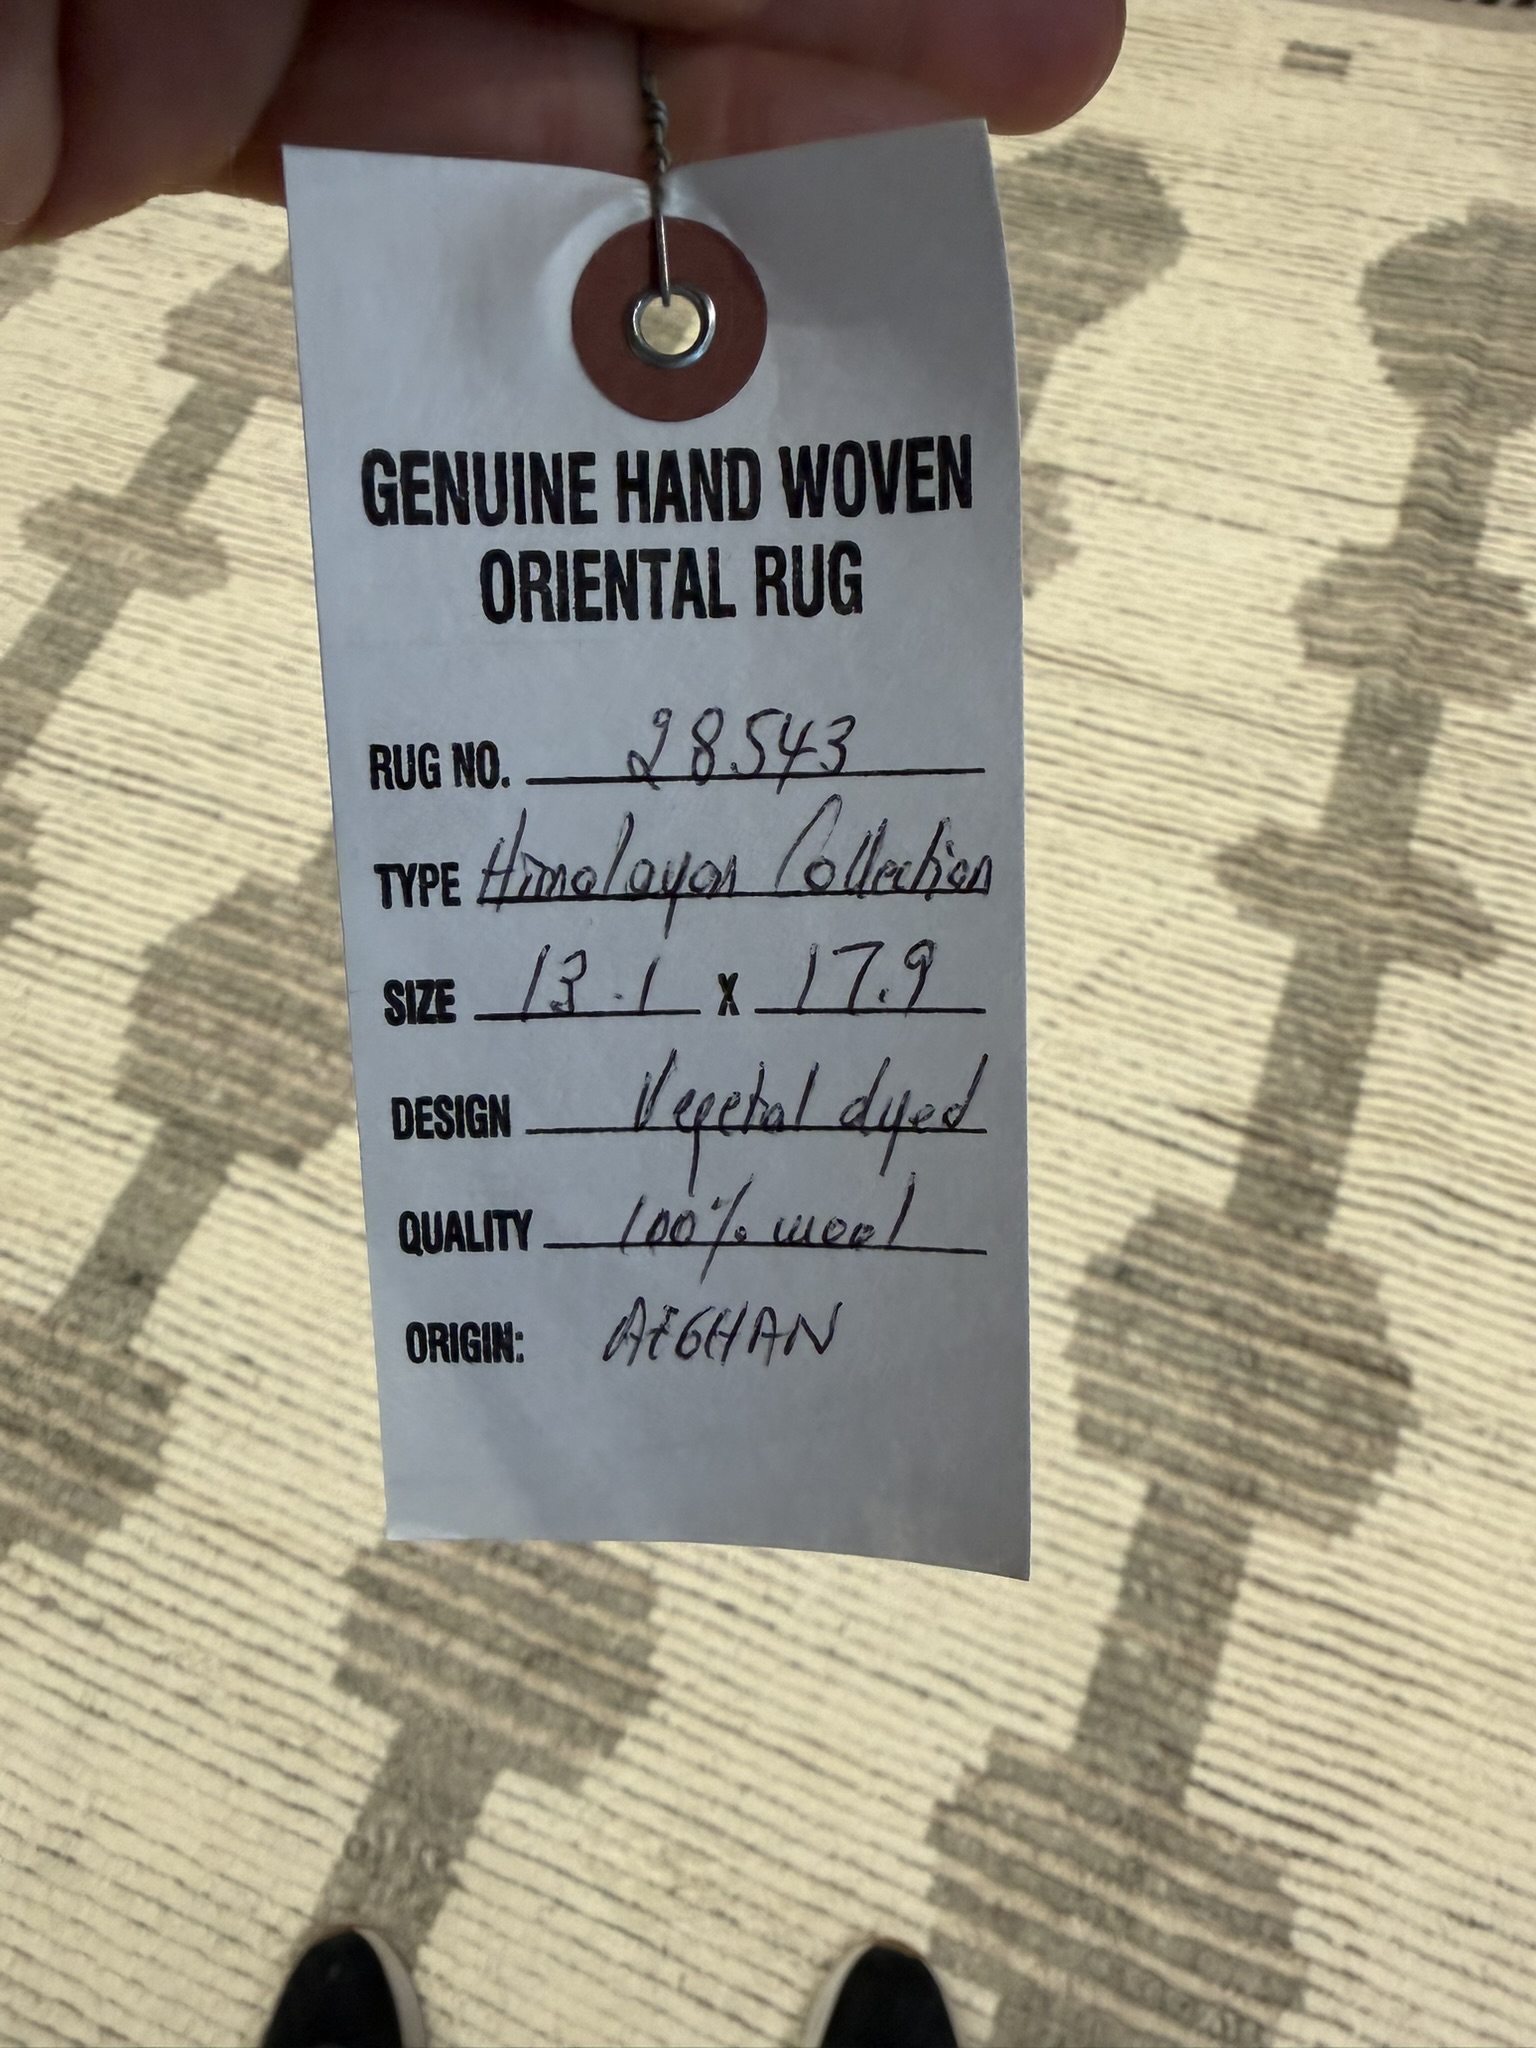 GENUINE HAND WOVEN
ORIENTAL RUG
RUG NO. 28543
TYPE Himalayan Collection
SIZE 13.1 X 17.9
DESIGN Vegetal dyed
QUALITY 100% wool
ORIGIN: AFGHAN